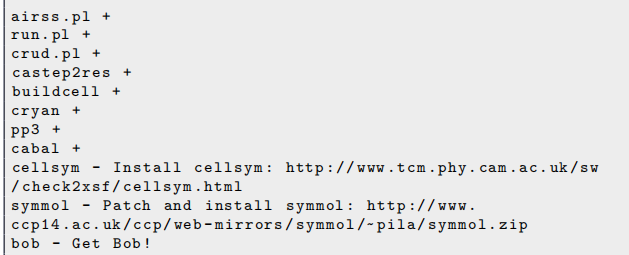 airss.pl +
run.pl +
crud.pl +
castep2res +
buildcell +
cryan +
pp3 +
cabal +
cellsym - Install cellsym: http://www.tcm.phy.cam.ac.uk/sw
/check2xsf/cellsym.html
symmol - Patch and install symmol: http://www.
ccp14.ac.uk/ccp/web-mirrors/symmol/~pila/symmol.zip
bob - Get Bob!